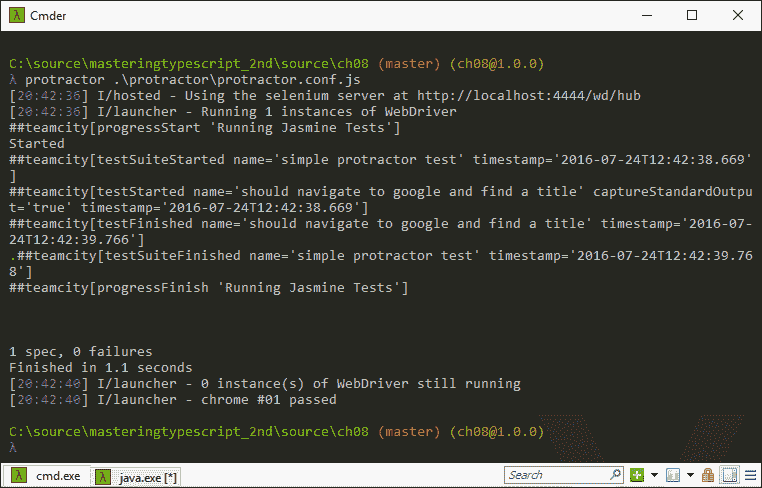 λ Cmder
C:\source\masteringtypescript_2nd\source\ch08 (master) (ch08@1.0.0)
λ protractor .\protractor\protractor.conf.js
[20:42:36] I/hosted - Using the selenium server at http://localhost:4444/wd/hub
[20:42:36] I/launcher - Running 1 instances of WebDriver
##teamcity[progressStart 'Running Jasmine Tests']
Started
##teamcity[testSuiteStarted name='simple protractor test' timestamp='2016-07-24T12:42:38.669'
]
##teamcity[testStarted name='should navigate to google and find a title' captureStandardOutpu
t='true' timestamp='2016-07-24T12:42:38.669']
##teamcity[testFinished name='should navigate to google and find a title' timestamp='2016-07-
24T12:42:39.766']
.##teamcity[testSuiteFinished name='simple protractor test' timestamp='2016-07-24T12:42:39.76
8']
##teamcity[progressFinish 'Running Jasmine Tests']
1 spec, 0 failures
Finished in 1.1 seconds
[20:42:40] I/launcher - 0 instance(s) of WebDriver still running
[20:42:40] I/launcher - chrome #01 passed
C:\source\masteringtypescript_2nd\source\ch08 (master) (ch08@1.0.0)
λ
λ cmd.exe λ java.exe [*] Search